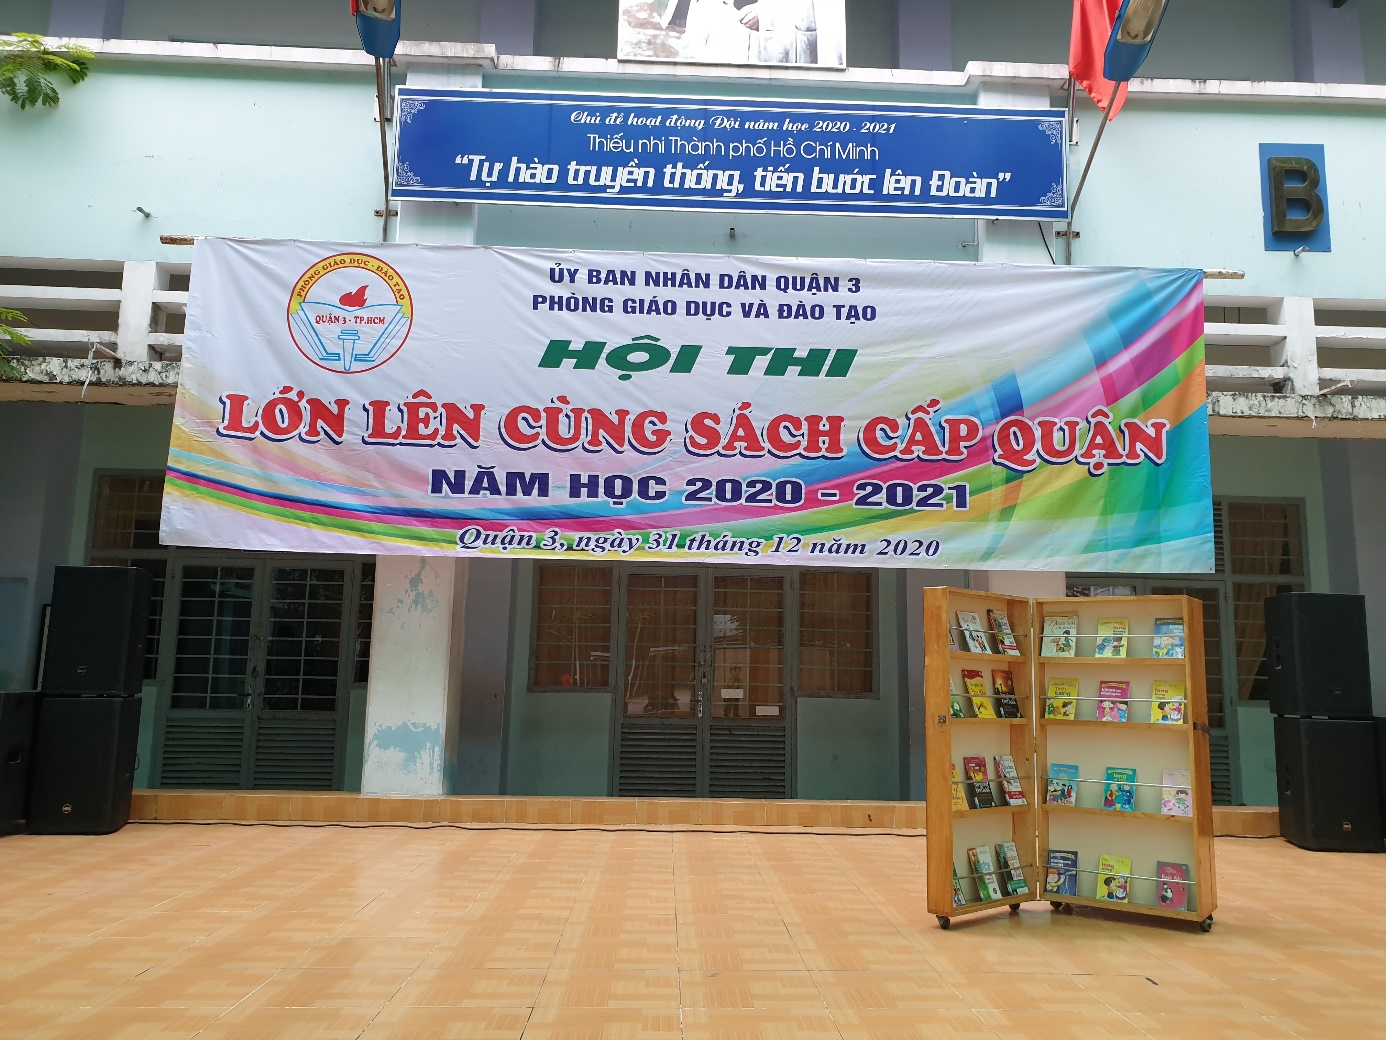 Chủ đề hoạt động Đội năm học 2020 - 2021
Thiếu nhi Thành phố Hồ Chí Minh
“Tự hào truyền thống, tiến bước lên Đoàn”
B
PHÒNG GIÁO DỤC - ĐÀO TẠO
QUẬN 3 - TP.HCM
ỦY BAN NHÂN DÂN QUẬN 3
PHÒNG GIÁO DỤC VÀ ĐÀO TẠO
HỘI THI
LỚN LÊN CÙNG SÁCH CẤP QUẬN
NĂM HỌC 2020 - 2021
Quận 3, ngày 31 tháng 12 năm 2020